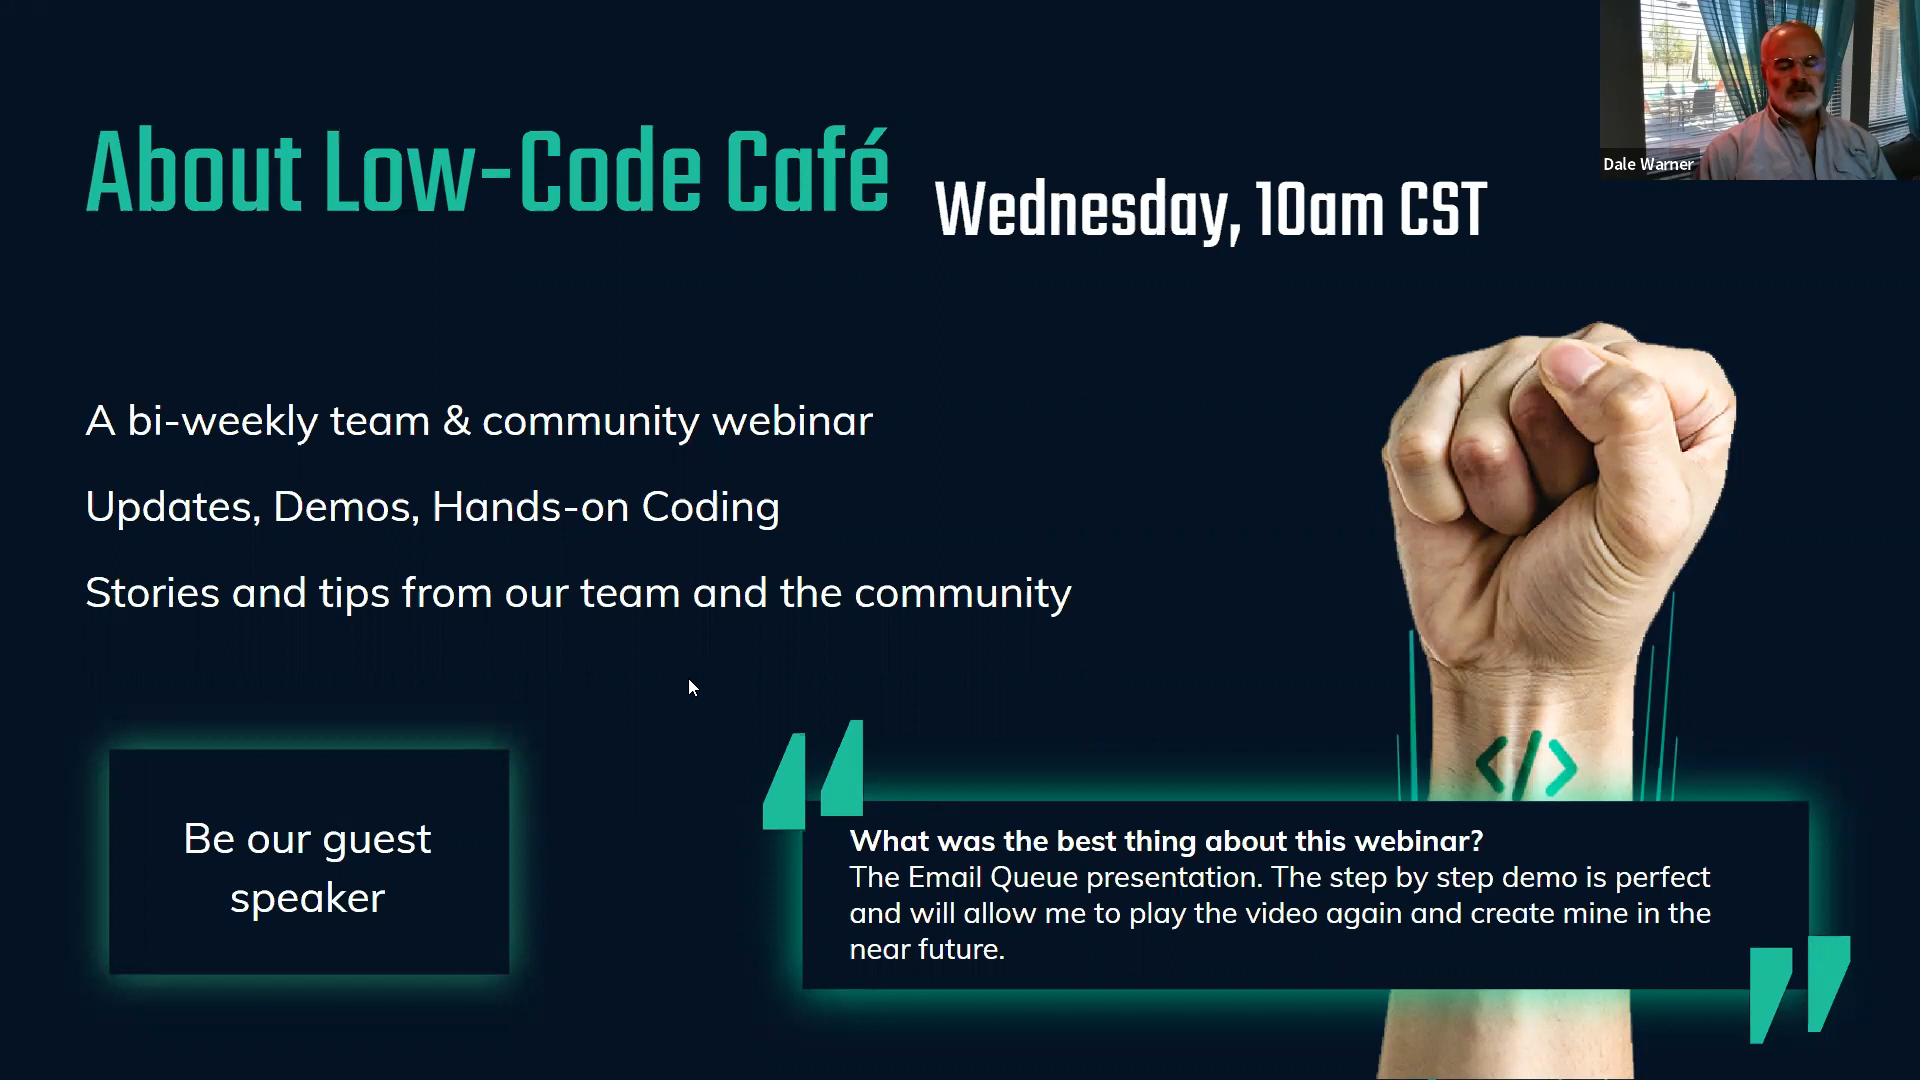 About Low-Code Café
Wednesday, 10am CST
Dale Warner
A bi-weekly team & community webinar
Updates, Demos, Hands-on Coding
Stories and tips from our team and the community
Be our guest
speaker
What was the best thing about this webinar?
The Email Queue presentation. The step by step demo is perfect
and will allow me to play the video again and create mine in the
near future.